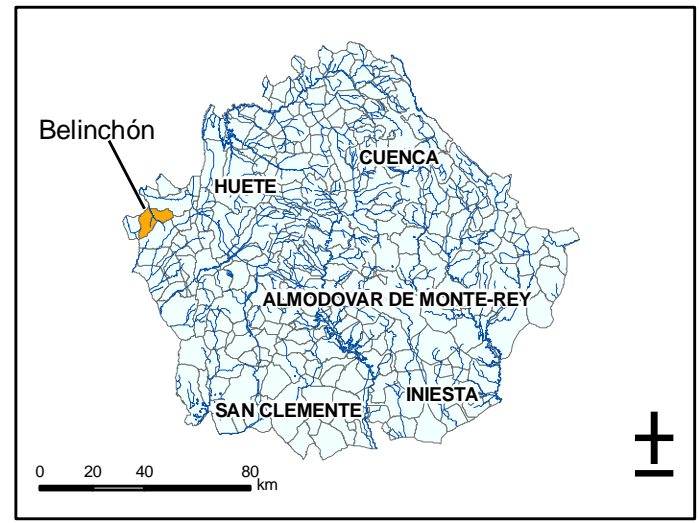 Belinchón
CUENCA
HUETE
ALMODOVAR DE MONTE-REY
INIESTA
SAN CLEMENTE
0 20 40 80
km